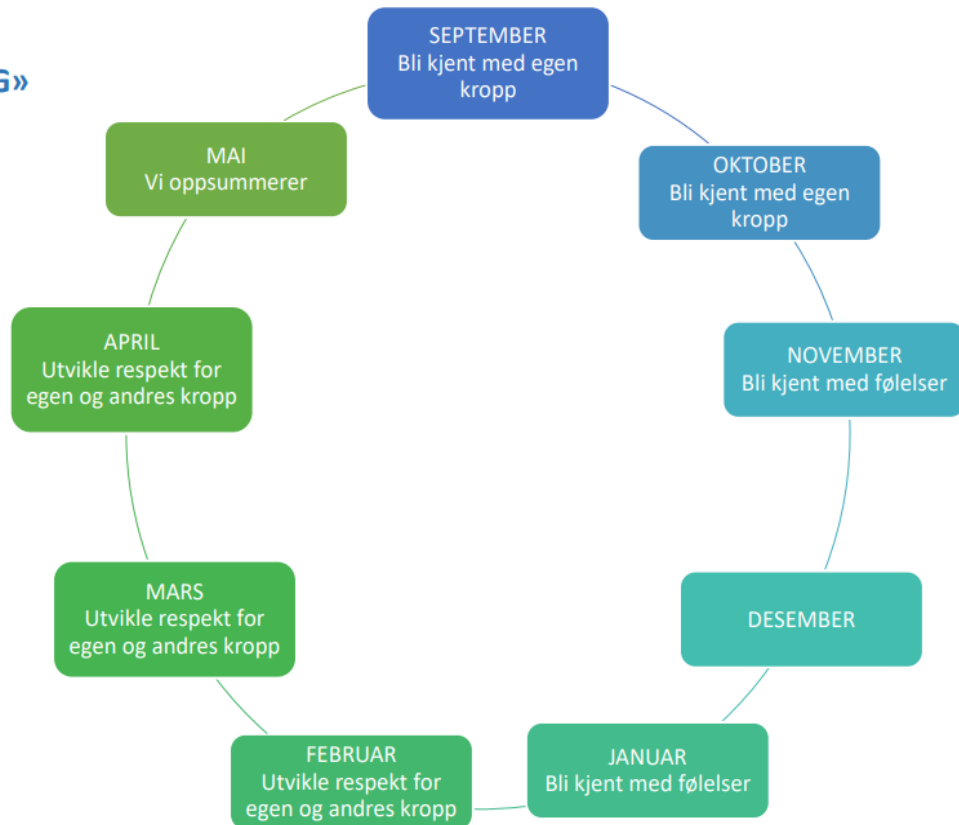 G»
SEPTEMBER
Bli kjent med egen
kropp
OKTOBER
Bli kjent med egen
kropp
NOVEMBER
Bli kjent med følelser
DESEMBER
JANUAR
Bli kjent med følelser
FEBRUAR
Utvikle respekt for
egen og andres kropp
MARS
Utvikle respekt for
egen og andres kropp
APRIL
Utvikle respekt for
egen og andres kropp
MAI
Vi oppsummerer